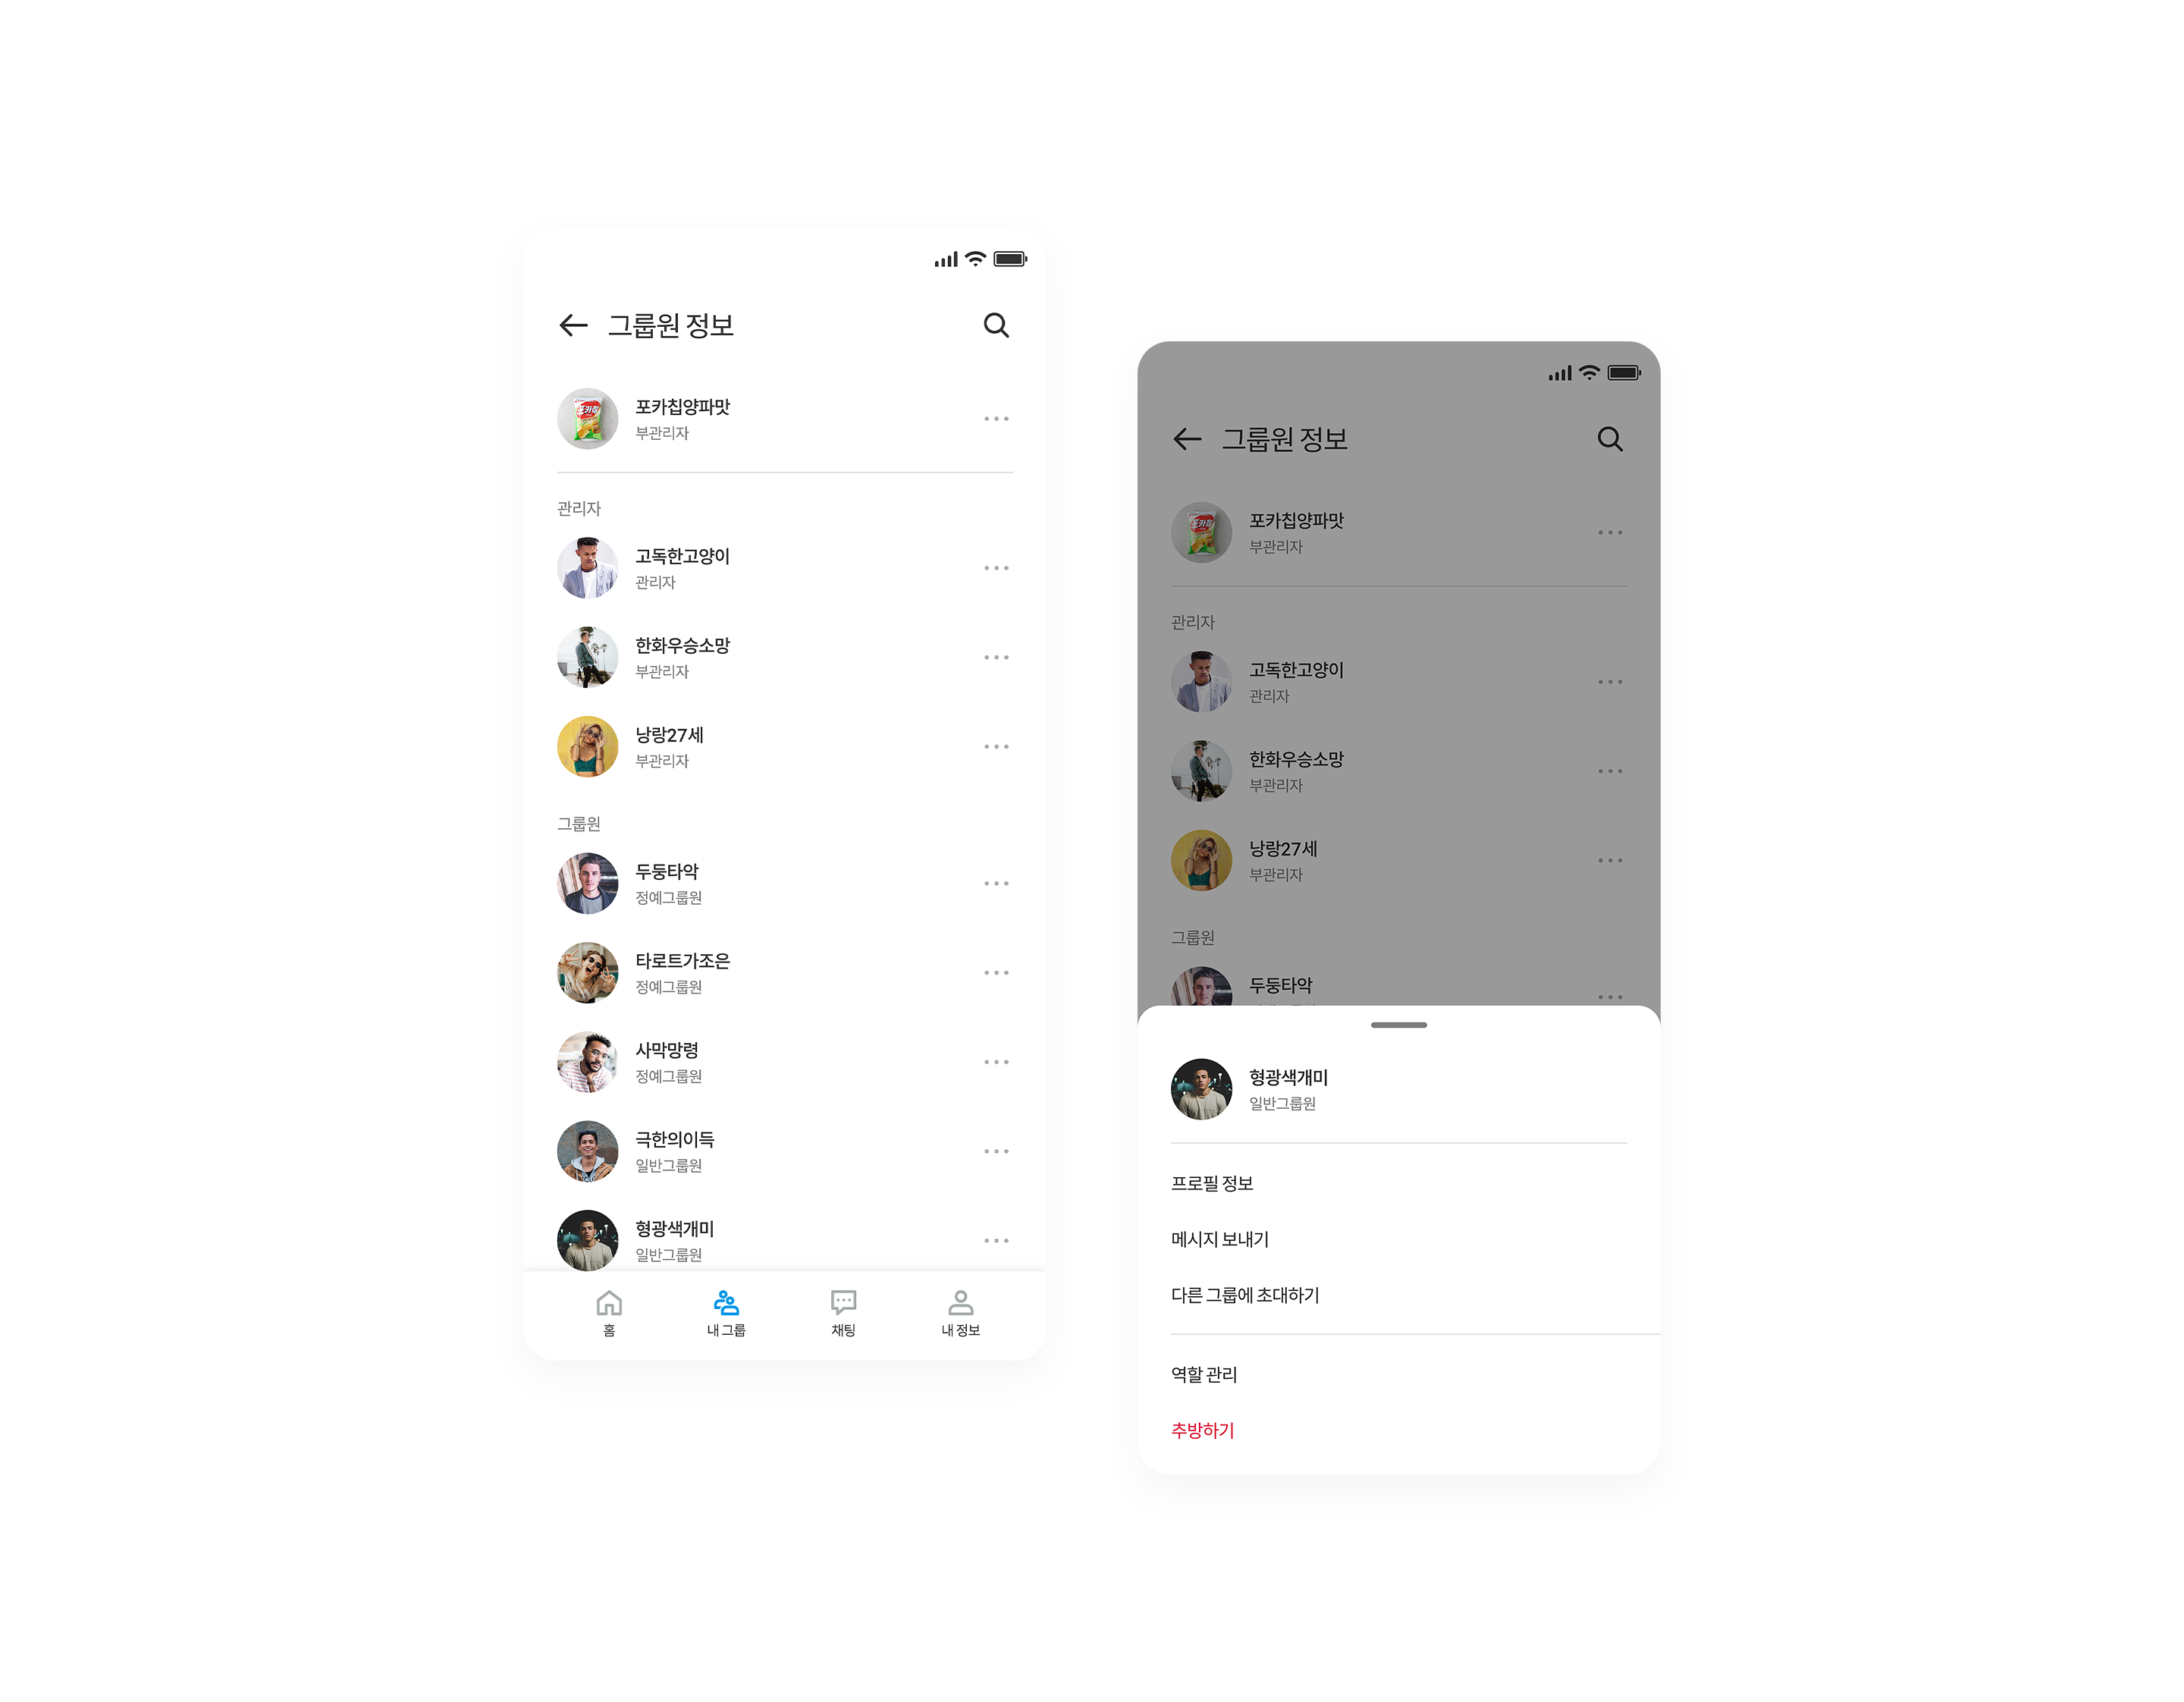 그룹원 정보
포카칩양파맛
부관리자
관리자
고독한고양이
관리자
한화우승소망
부관리자
낭랑27세
부관리자
그룹원
두둥타악
정예그룹원
타로트가조은
정예그룹원
사막망령
정예그룹원
극한의이득
일반그룹원
형광색개미
일반그룹원
홈
내 그룹
채팅
내 정보
그룹원 정보
포카칩양파맛
부관리자
관리자
고독한고양이
관리자
한화우승소망
부관리자
낭랑27세
부관리자
그룹원
두둥타악
형광색개미
일반그룹원
프로필 정보
메시지 보내기
다른 그룹에 초대하기
역할 관리
추방하기